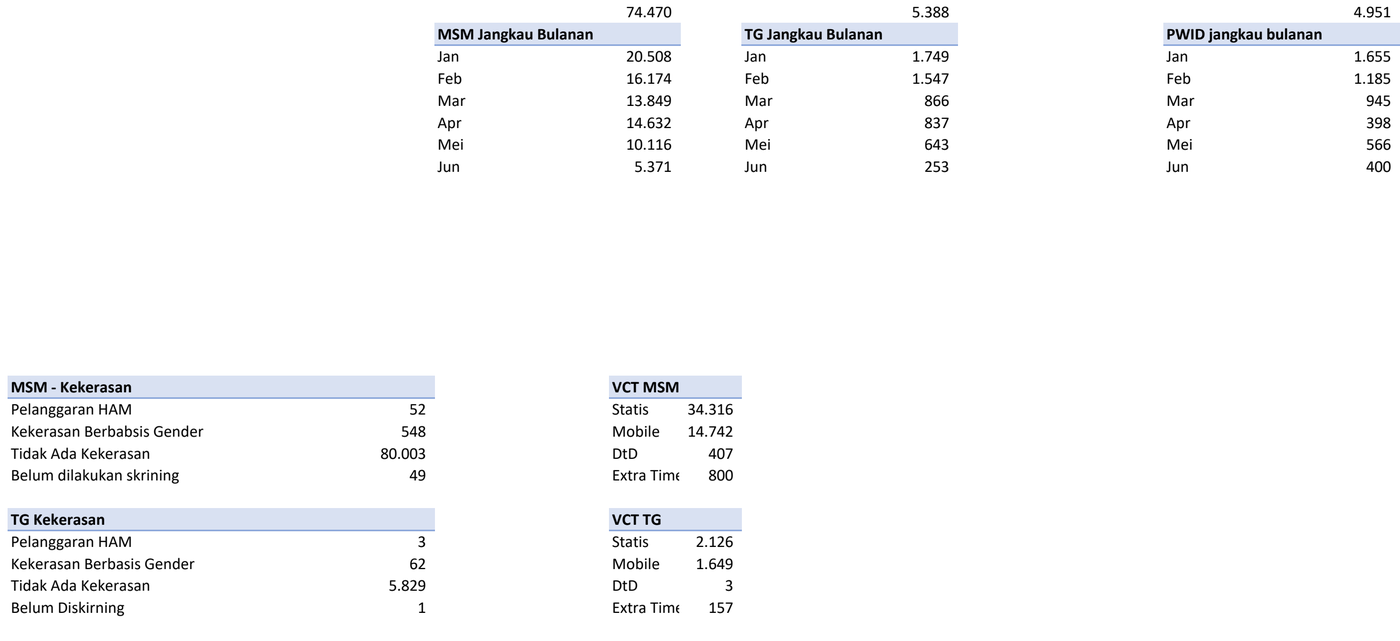 74.470 5.388 4.951
MSM Jangkau Bulanan TG Jangkau Bulanan PWID jangkau bulanan
Jan 20.508 Jan 1.749 Jan 1.655
Feb 16.174 Feb 1.547 Feb 1.185
Mar 13.849 Mar 866 Mar 945
Apr 14.632 Apr 837 Apr 398
Mei 10.116 Mei 643 Mei 566
Jun 5.371 Jun 253 Jun 400
MSM - Kekerasan VCT MSM
Pelanggaran HAM 52 Statis 34.316
Kekerasan Berbabsis Gender 548 Mobile 14.742
Tidak Ada Kekerasan 80.003 DtD 407
Belum dilakukan skrining 49 Extra Time 800
TG Kekerasan VCT TG
Pelanggaran HAM 3 Statis 2.126
Kekerasan Berbasis Gender 62 Mobile 1.649
Tidak Ada Kekerasan 5.829 DtD 3
Belum Diskirning 1 Extra Time 157